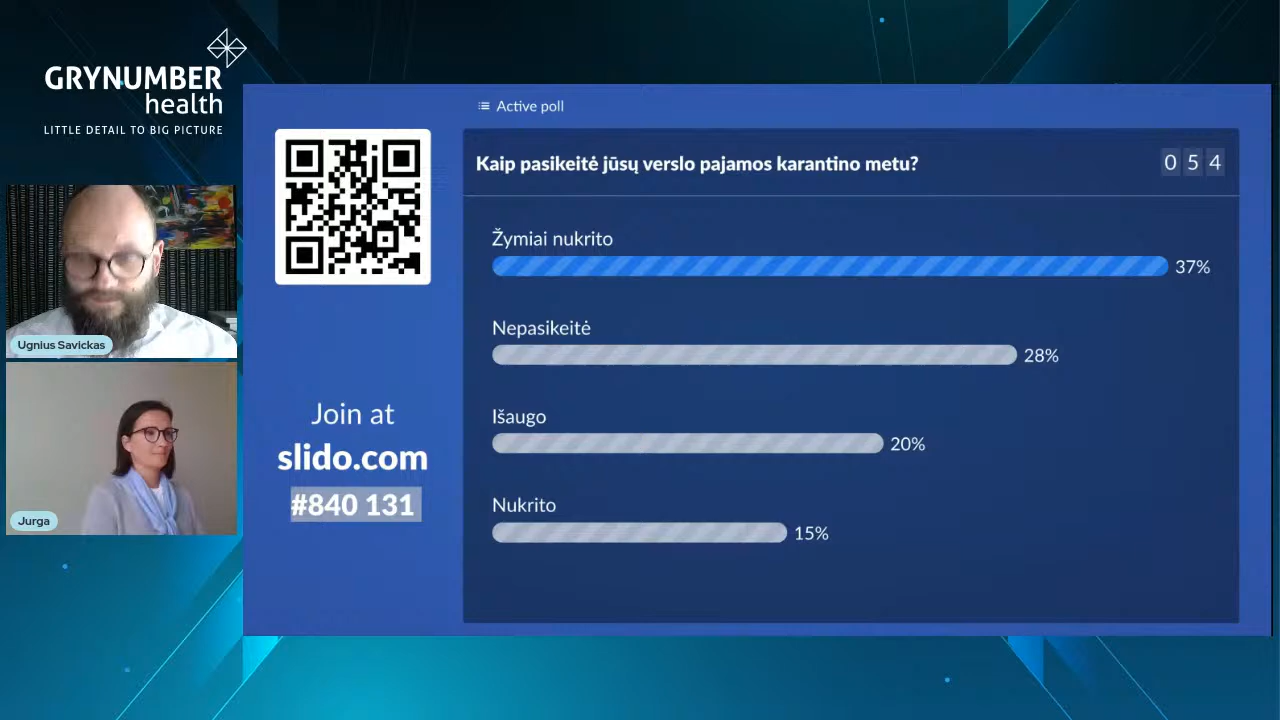 GRYNUMBER
health
LITTLE DETAIL TO BIG PICTURE
Ugnius Savickas
Jurga
Active poll
Join at
slido.com
#840 131
Kaip pasikeitė jūsų verslo pajamos karantino metu?
0 5 4
Žymiai nukrito
37%
Nepasikeitė
28%
Išaugo
20%
Nukrito
15%